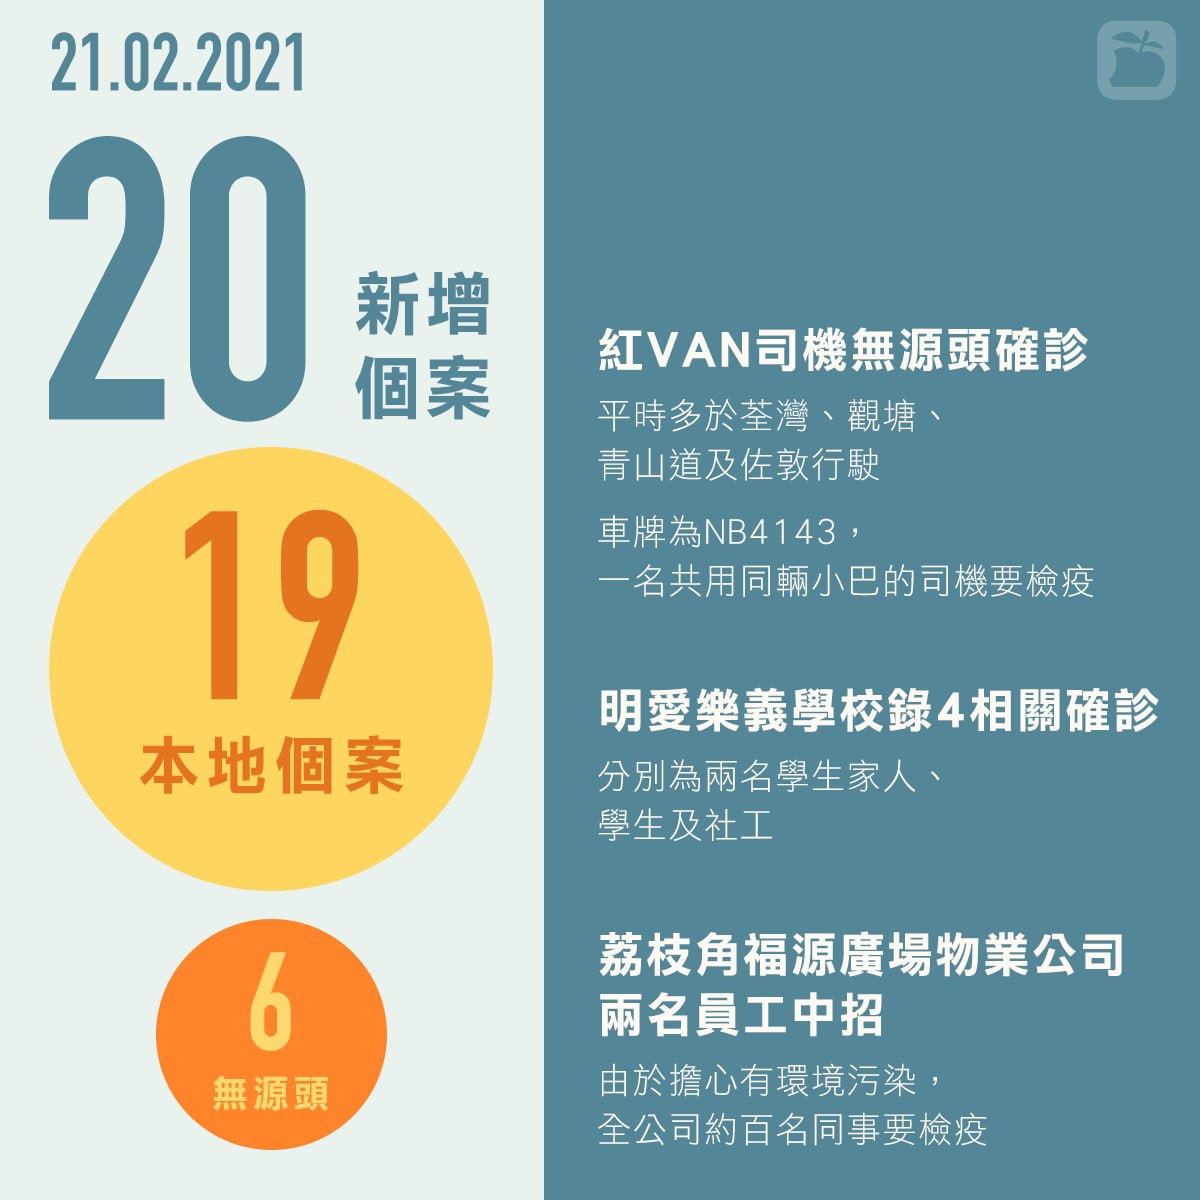 21.02.2021
20
新增
個案
19
本地個案
6
無源頭
紅VAN司機無源頭確診
平時多於荃灣、觀塘、
青山道及佐敦行駛
車牌為NB4143，
一名共用同輛小巴的司機要檢疫
明愛樂義學校錄4相關確診
分別為兩名學生家人、
學生及社工
荔枝角福源廣場物業公司
兩名員工中招
由於擔心有環境污染，
全公司約百名同事要檢疫